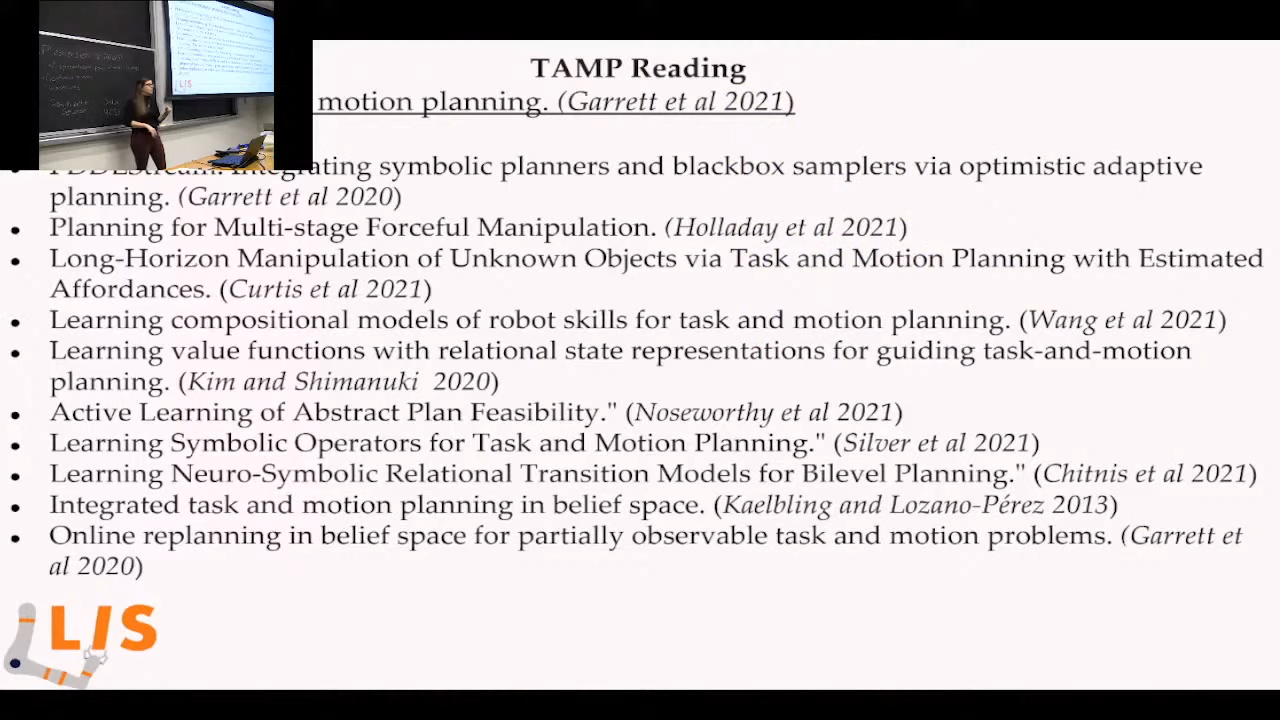 TAMP Reading
motion planning. (Garrett et al 2021)
symbolic planners and blackbox samplers via optimistic adaptive
planning. (Garrett et al 2020)
• Planning for Multi-stage Forceful Manipulation. (Holladay et al 2021)
• Long-Horizon Manipulation of Unknown Objects via Task and Motion Planning with Estimated
Affordances. (Curtis et al 2021)
• Learning compositional models of robot skills for task and motion planning. (Wang et al 2021)
• Learning value functions with relational state representations for guiding task-and-motion
planning. (Kim and Shimanuki 2020)
• Active Learning of Abstract Plan Feasibility." (Noseworthy et al 2021)
• Learning Symbolic Operators for Task and Motion Planning." (Silver et al 2021)
• Learning Neuro-Symbolic Relational Transition Models for Bilevel Planning." (Chitnis et al 2021)
• Integrated task and motion planning in belief space. (Kaelbling and Lozano-Pérez 2013)
• Online replanning in belief space for partially observable task and motion problems. (Garrett et
al 2020)
LIS